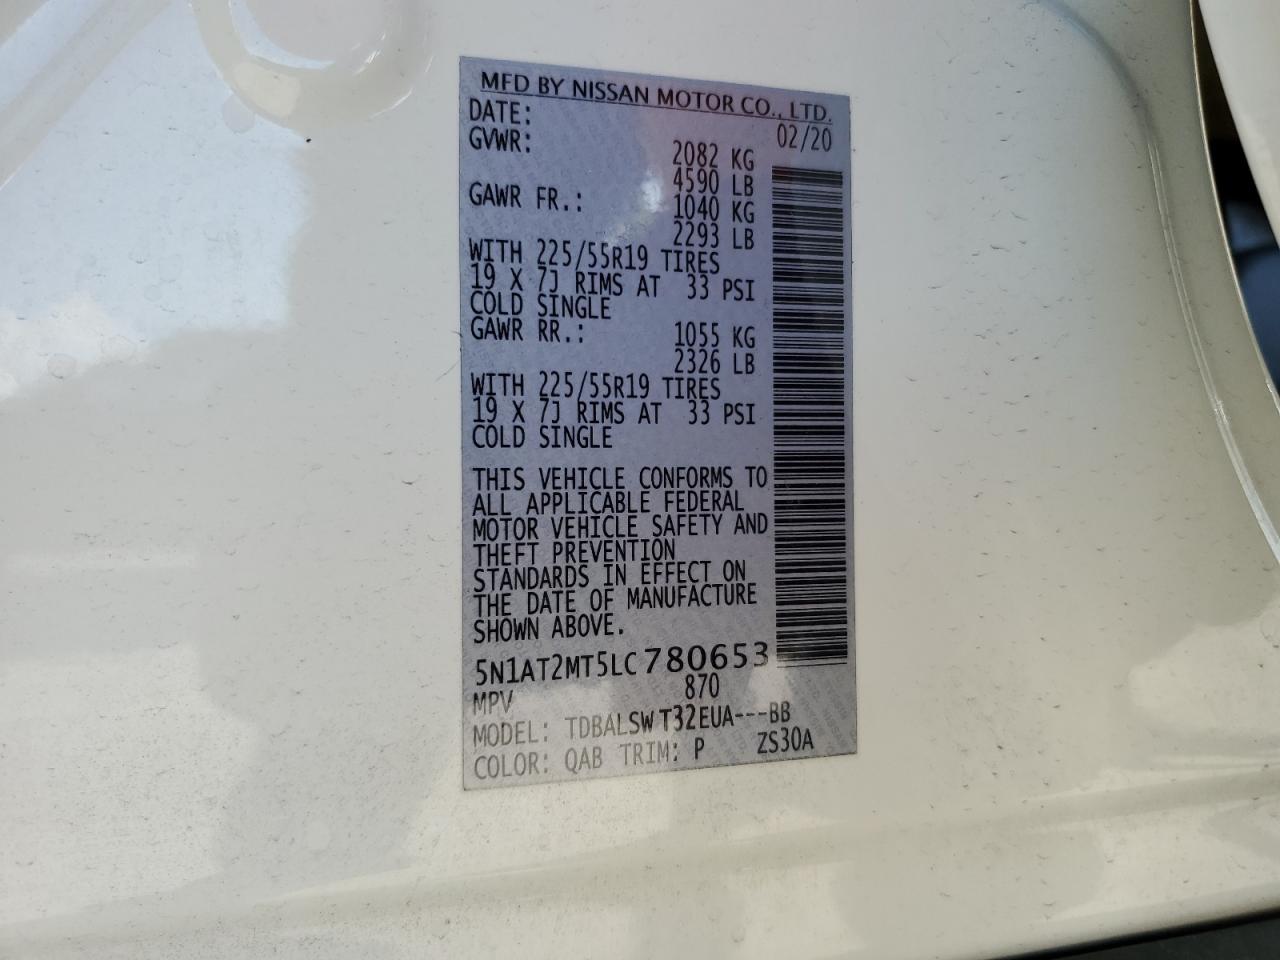 MFD BY NISSAN MOTOR CO., LTD.
DATE: 02/20
GVWR: 2082 KG
4590 LB
GAWR FR.: 1040 KG
2293 LB
WITH 225/55R19 TIRES
19 X 7J RIMS AT 33 PSI
COLD SINGLE
GAWR RR.: 1055 KG
2326 LB
WITH 225/55R19 TIRES
19 X 7J RIMS AT 33 PSI
COLD SINGLE
THIS VEHICLE CONFORMS TO
ALL APPLICABLE FEDERAL
MOTOR VEHICLE SAFETY AND
THEFT PREVENTION
STANDARDS IN EFFECT ON
THE DATE OF MANUFACTURE
SHOWN ABOVE.
5N1AT2MT5LC780653
MPV 870
MODEL: TDBALSWT32EUA---BB
COLOR: QAB TRIM: P ZS30A